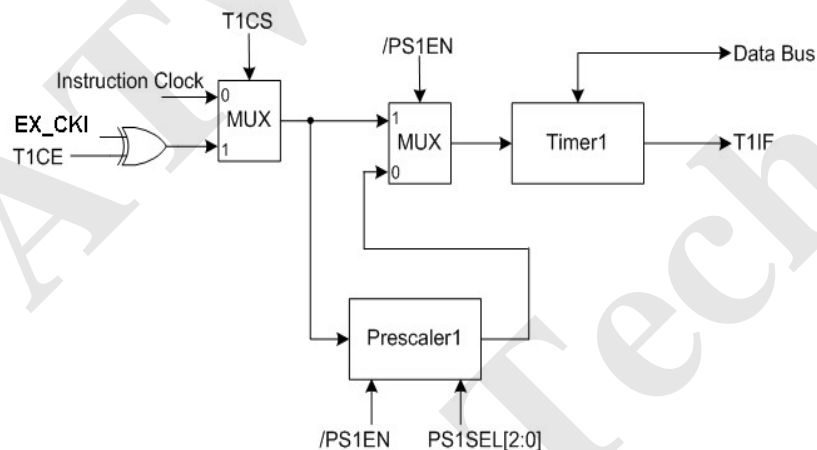 T1CS
/PS1EN
Data Bus
Instruction Clock
0
MUX
EX_CKI
T1CE
1
1
MUX
0
Timer1
T1IF
Prescaler1
/PS1EN
PS1SEL[2:0]
Tech